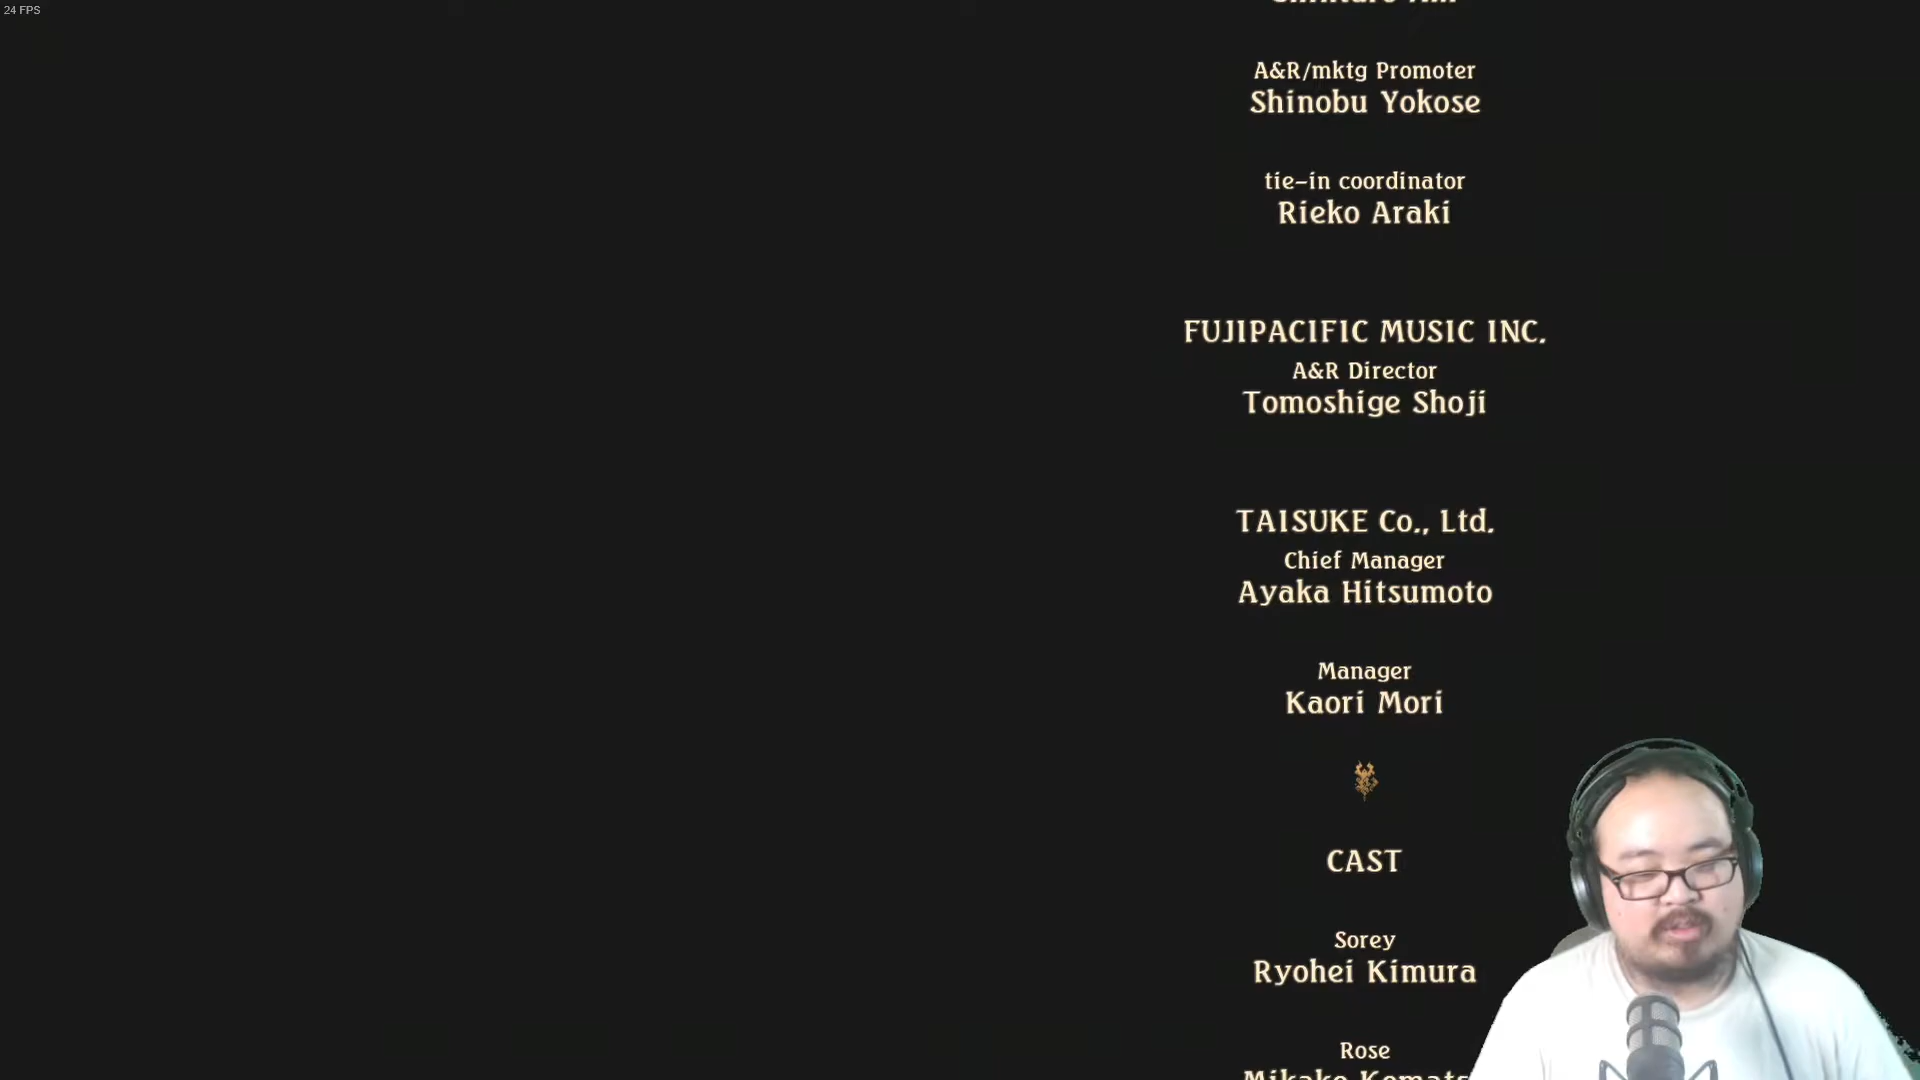 24 FPS
A&R/mktg Promoter
Shinobu Yokose
tie-in coordinator
Rieko Araki
FUJIPACIFIC MUSIC INC.
A&R Director
Tomoshige Shoji
TAISUKE Co., Ltd.
Chief Manager
Ayaka Hitsumoto
Manager
Kaori Mori
CAST
Sorey
Ryohei Kimura
Rose